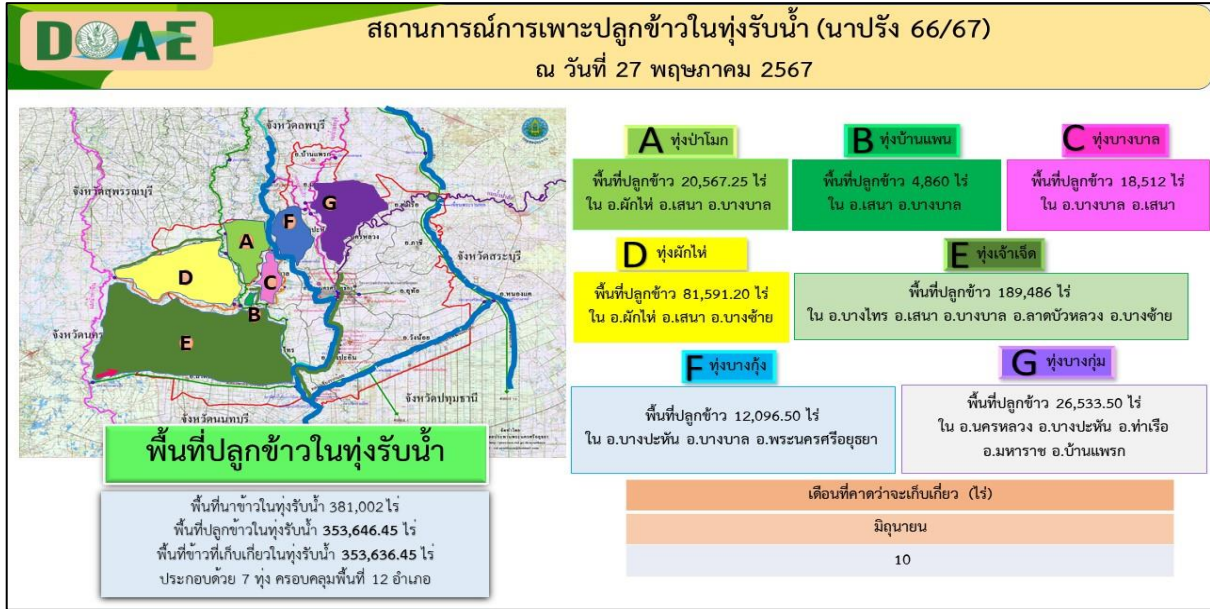 DOAE
สถานการณ์การเพาะปลูกข้าวในทุ่งรับน้ำ (นาปรัง 66/67)
ณ วันที่ 27 พฤษภาคม 2567
จังหวัดลพบุรี
อ.บ้านแพรก
จังหวัดสุพรรณบุรี
G
F
A
อ.ภาชี
จังหวัดสระบุรี
D
C
อ.อุทัย
B
E
อ.วังน้อย
จังหวัดปทุมธานี
จังหวัดนนทบุรี
A ทุ่งป่าโมก
พื้นที่ปลูกข้าว 20,567.25 ไร่
ใน อ.ผักไห่ อ.เสนา อ.บางบาล
B ทุ่งบ้านแพน
พื้นที่ปลูกข้าว 4,860 ไร่
ใน อ.เสนา อ.บางบาล
C ทุ่งบางบาล
พื้นที่ปลูกข้าว 18,512 ไร่
ใน อ.บางบาล อ.เสนา
D ทุ่งผักไห่
พื้นที่ปลูกข้าว 81,591.20 ไร่
ใน อ.ผักไห่ อ.เสนา อ.บางซ้าย
E ทุ่งเจ้าเจ็ด
พื้นที่ปลูกข้าว 189,486 ไร่
ใน อ.บางไทร อ.เสนา อ.บางบาล อ.ลาดบัวหลวง อ.บางซ้าย
F ทุ่งบางกุ้ง
พื้นที่ปลูกข้าว 12,096.50 ไร่
ใน อ.บางปะหัน อ.บางบาล อ.พระนครศรีอยุธยา
G ทุ่งบางกุ่ม
พื้นที่ปลูกข้าว 26,533.50 ไร่
ใน อ.นครหลวง อ.บางปะหัน อ.ท่าเรือ
อ.มหาราช อ.บ้านแพรก
พื้นที่ปลูกข้าวในทุ่งรับน้ำ
พื้นที่นาข้าวในทุ่งรับน้ำ 381,002 ไร่
พื้นที่ปลูกข้าวในทุ่งรับน้ำ 353,646.45 ไร่
พื้นที่ข้าวที่เก็บเกี่ยวในทุ่งรับน้ำ 353,636.45 ไร่
ประกอบด้วย 7 ทุ่ง ครอบคลุมพื้นที่ 12 อำเภอ
เดือนที่คาดว่าจะเก็บเกี่ยว (ไร่)
มิถุนายน
10